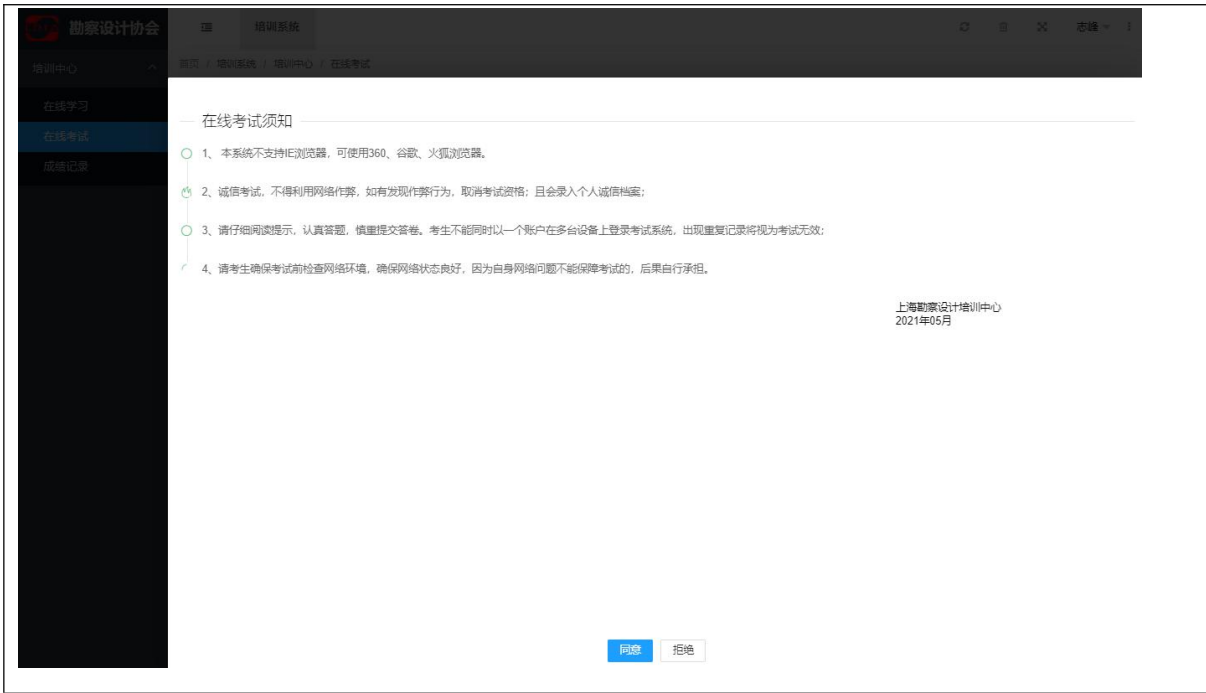 勘察设计协会
培训系统
志峰
培训中心
首页 / 培训系统 / 培训中心 / 在线考试
在线学习
在线考试
成绩记录
在线考试须知
1、 本系统不支持IE浏览器，可使用360、谷歌、火狐浏览器。
2、诚信考试，不得利用网络作弊，如有发现作弊行为，取消考试资格；且会录入个人诚信档案；
3、请仔细阅读提示，认真答题，慎重提交答卷。考生不能同时以一个账户在多台设备上登录考试系统，出现重复记录将视为考试无效；
4、请考生确保考试前检查网络环境，确保网络状态良好，因为自身网络问题不能保障考试的，后果自行承担。
上海勘察设计培训中心
2021年05月
同意
拒绝